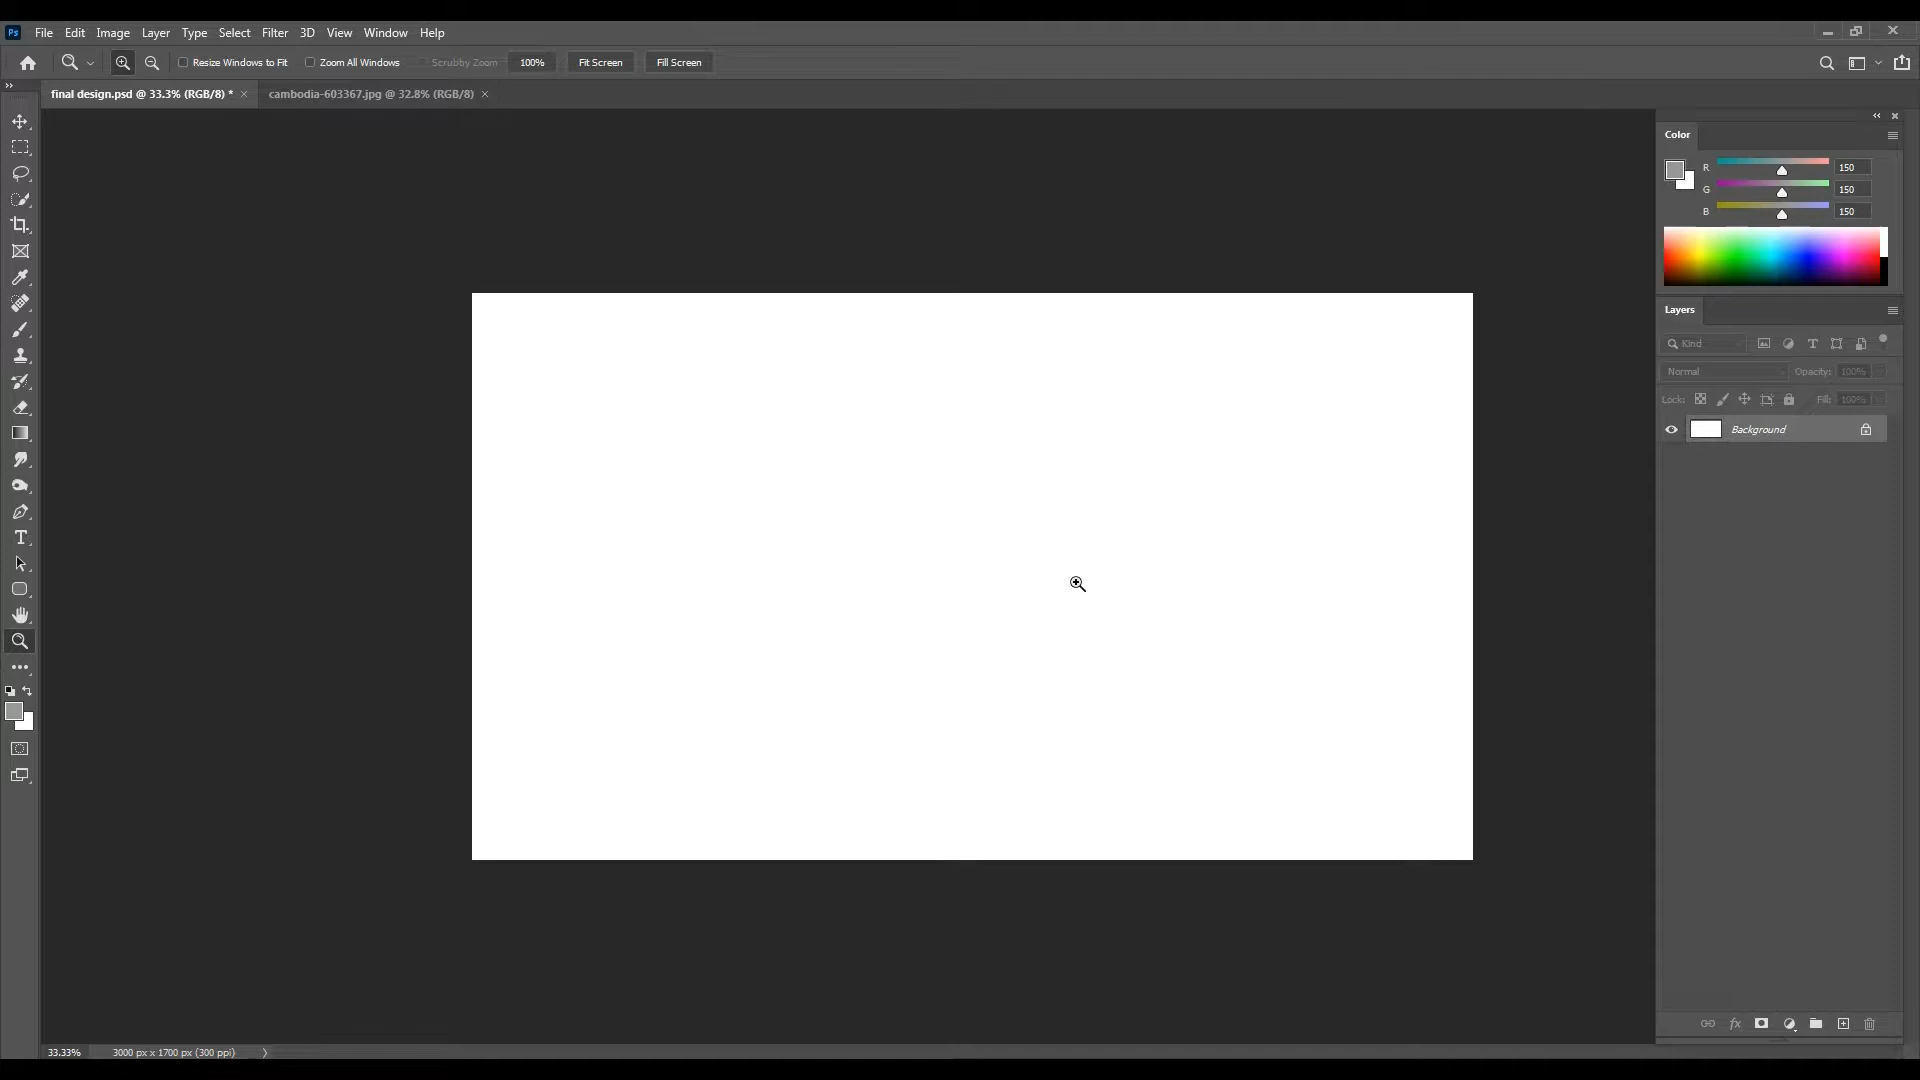 Ps File Edit Image Layer Type Select Filter 3D View Window Help
Resize Windows to Fit Zoom All Windows Scrubby Zoom 100% Fit Screen Fill Screen
final design.psd @ 33.3% (RGB/8) * × cambodia-603367.jpg @ 32.8% (RGB/8) ×
Color
R 150
G 150
B 150
Layers
Kind
Normal Opacity: 100%
Lock: Fill: 100%
Background
33.33% 3000 px x 1700 px (300 ppi)